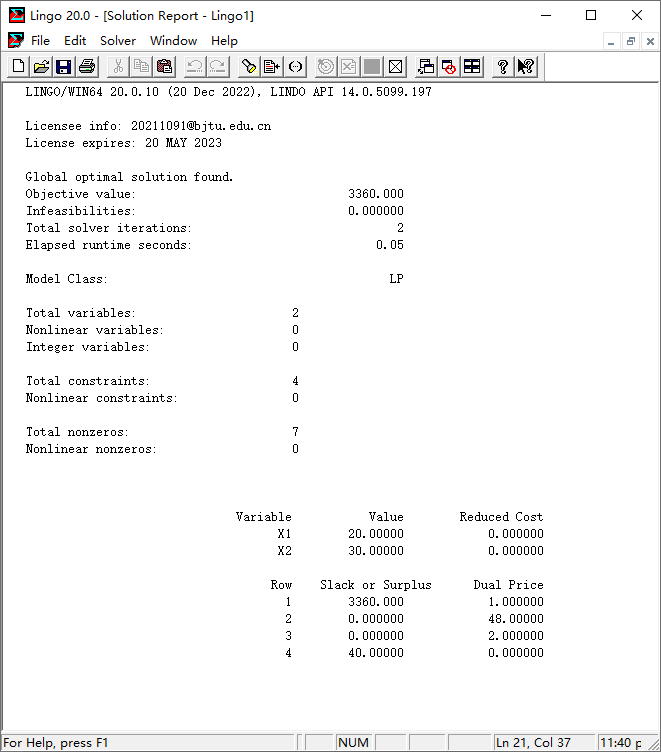 Lingo 20.0 - [Solution Report - Lingo1]
File Edit Solver Window Help
LINGO/WIN64 20.0.10 (20 Dec 2022), LINDO API 14.0.5099.197
Licensee info: 20211091@bjtu.edu.cn
License expires: 20 MAY 2023
Global optimal solution found.
Objective value: 3360.000
Infeasibilities: 0.000000
Total solver iterations: 2
Elapsed runtime seconds: 0.05
Model Class: LP
Total variables: 2
Nonlinear variables: 0
Integer variables: 0
Total constraints: 4
Nonlinear constraints: 0
Total nonzeros: 7
Nonlinear nonzeros: 0
Variable Value Reduced Cost
X1 20.00000 0.000000
X2 30.00000 0.000000
Row Slack or Surplus Dual Price
1 3360.000 1.000000
2 0.000000 48.00000
3 0.000000 2.000000
4 40.00000 0.000000
For Help, press F1 NUM Ln 21, Col 37 11:40 p